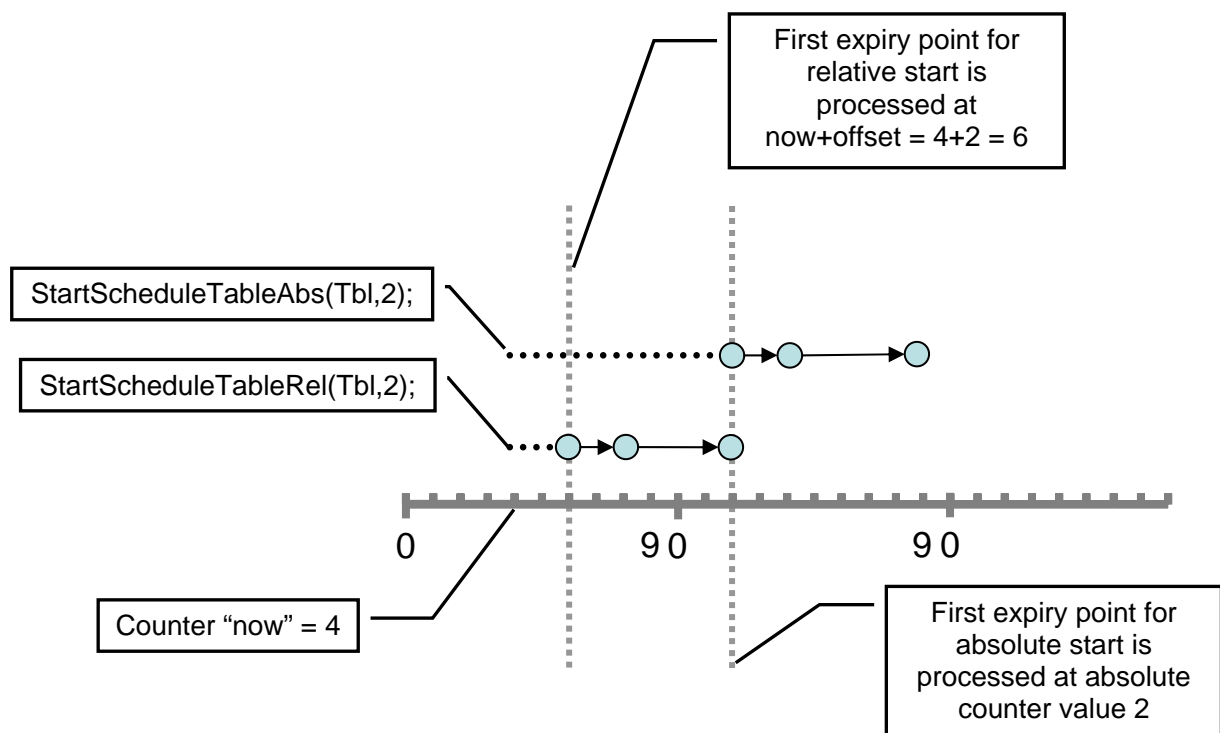 First expiry point for
relative start is
processed at
now+offset = 4+2 = 6
StartScheduleTableAbs(Tbl,2);
StartScheduleTableRel(Tbl,2);
0 9 0 9 0
Counter “now” = 4
First expiry point for
absolute start is
processed at absolute
counter value 2